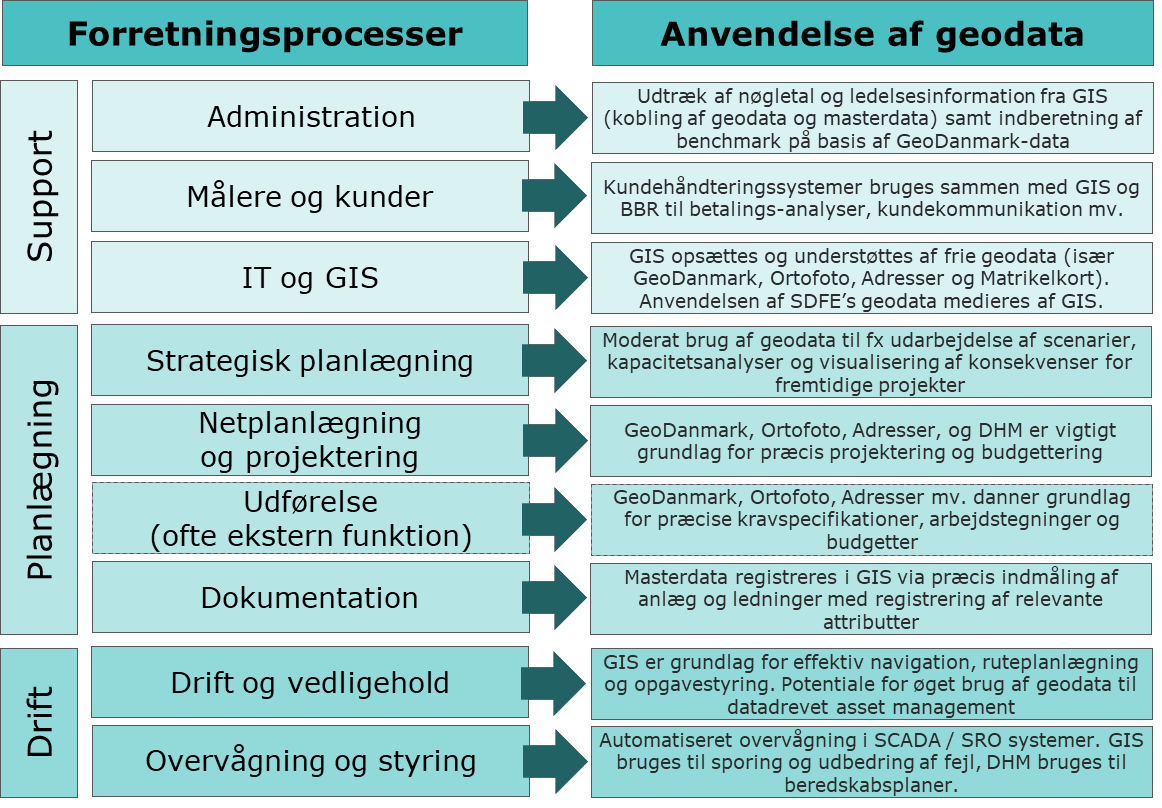 Forretningsprocesser
Anvendelse af geodata
Support
Administration
Udtræk af nøgletal og ledelsesinformation fra GIS
(kobling af geodata og masterdata) samt indberetning af
benchmark på basis af GeoDanmark-data
Målere og kunder
Kundehåndteringssystemer bruges sammen med GIS og
BBR til betalings-analyser, kundekommunikation mv.
IT og GIS
GIS opsættes og understøttes af frie geodata (især
GeoDanmark, Ortofoto, Adresser og Matrikelkort).
Anvendelsen af SDFE’s geodata medieres af GIS.
Planlægning
Strategisk planlægning
Moderat brug af geodata til fx udarbejdelse af scenarier,
kapacitetsanalyser og visualisering af konsekvenser for
fremtidige projekter
Netplanlægning
og projektering
GeoDanmark, Ortofoto, Adresser, og DHM er vigtigt
grundlag for præcis projektering og budgettering
Udførelse
(ofte ekstern funktion)
GeoDanmark, Ortofoto, Adresser mv. danner grundlag
for præcise kravspecifikationer, arbejdstegninger og
budgetter
Dokumentation
Masterdata registreres i GIS via præcis indmåling af
anlæg og ledninger med registrering af relevante
attributter
Drift
Drift og vedligehold
GIS er grundlag for effektiv navigation, ruteplanlægning
og opgavestyring. Potentiale for øget brug af geodata til
datadrevet asset management
Overvågning og styring
Automatiseret overvågning i SCADA / SRO systemer. GIS
bruges til sporing og udbedring af fejl, DHM bruges til
beredskabsplaner.